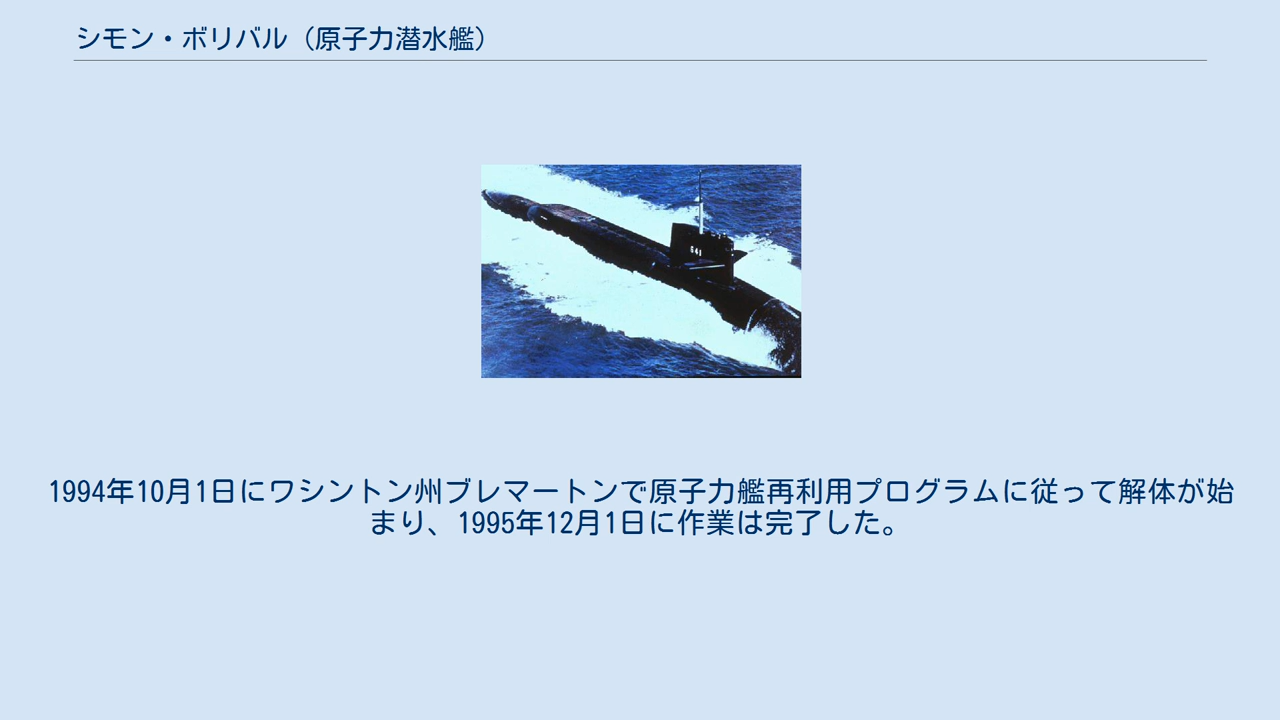 シモン・ボリバル（原子力潜水艦）
641
1994年10月1日にワシントン州ブレマートンで原子力艦再利用プログラムに従って解体が始
まり、1995年12月1日に作業は完了した。